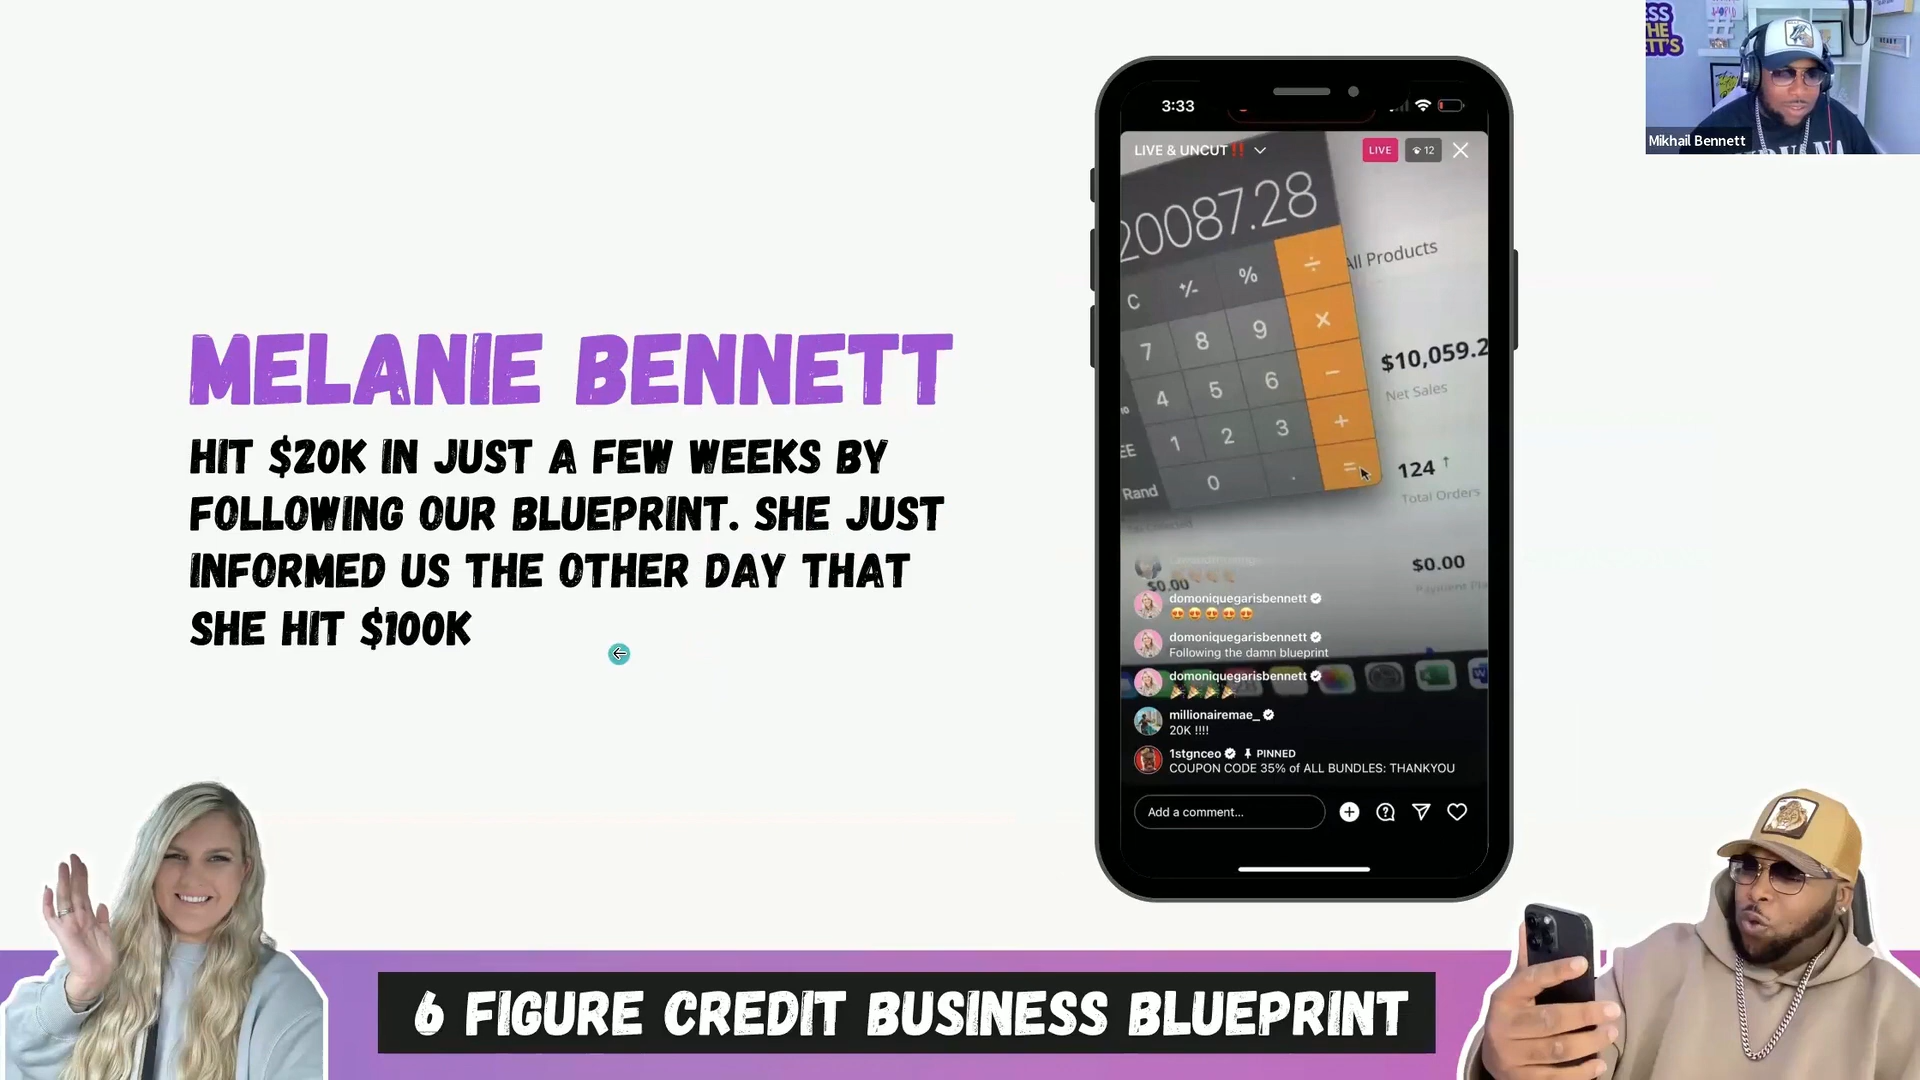 MELANIE BENNETT
HIT $20K IN JUST A FEW WEEKS BY
FOLLOWING OUR BLUEPRINT. SHE JUST
INFORMED US THE OTHER DAY THAT
SHE HIT $100K
3:33
LIVE & UNCUT‼️
LIVE
12
20087.28
All Products
C +/- % ÷
7 8 9 ×
4 5 6 −
EE 1 2 3 +
Rand 0 . =
$10,059.2
Net Sales
124 ↑
Total Orders
$0.00
$0.00
domoniquegarisbennett
😍😍😍😍😍
domoniquegarisbennett
Following the damn blueprint
domoniquegarisbennett
🎉🎉🎉🎉
millionairemae_
20K !!!!
1stgnceo PINNED
COUPON CODE 35% of ALL BUNDLES: THANKYOU
Add a comment...
Mikhail Bennett
6 FIGURE CREDIT BUSINESS BLUEPRINT